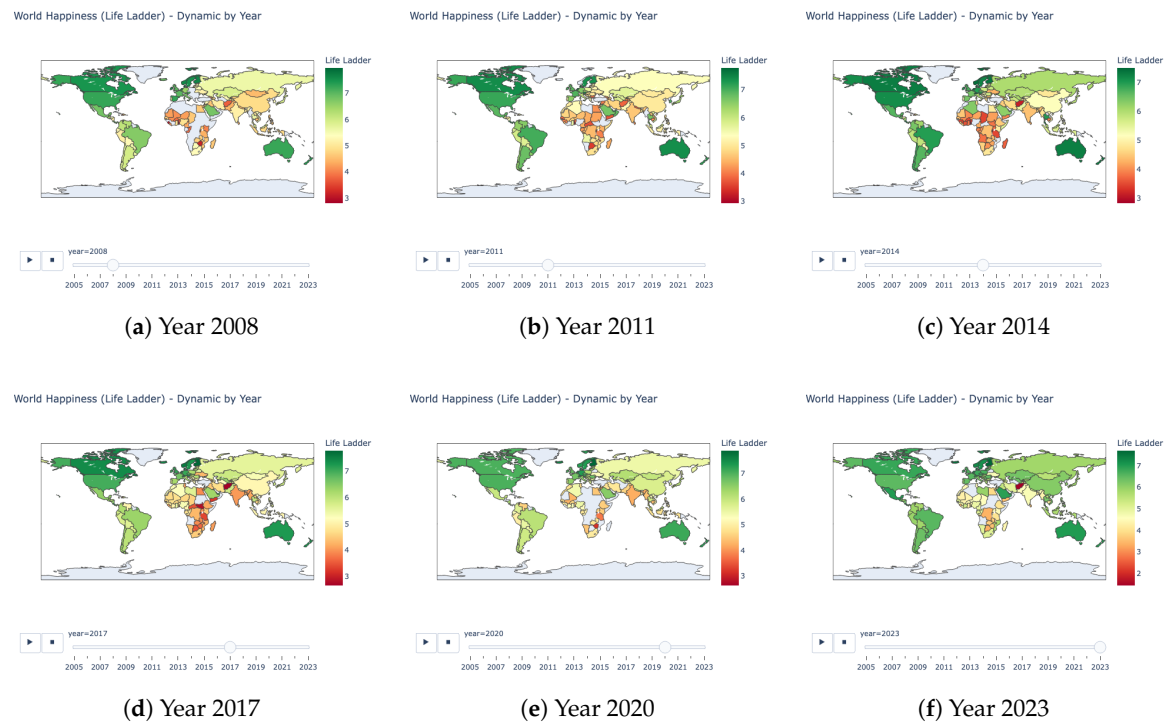 World Happiness (Life Ladder) - Dynamic by Year
Life Ladder
7
6
5
4
3
year=2008
2005 2007 2009 2011 2013 2015 2017 2019 2021 2023
(a) Year 2008
World Happiness (Life Ladder) - Dynamic by Year
Life Ladder
7
6
5
4
3
year=2011
2005 2007 2009 2011 2013 2015 2017 2019 2021 2023
(b) Year 2011
World Happiness (Life Ladder) - Dynamic by Year
Life Ladder
7
6
5
4
3
year=2014
2005 2007 2009 2011 2013 2015 2017 2019 2021 2023
(c) Year 2014
World Happiness (Life Ladder) - Dynamic by Year
Life Ladder
7
6
5
4
3
year=2017
2005 2007 2009 2011 2013 2015 2017 2019 2021 2023
(d) Year 2017
World Happiness (Life Ladder) - Dynamic by Year
Life Ladder
7
6
5
4
3
year=2020
2005 2007 2009 2011 2013 2015 2017 2019 2021 2023
(e) Year 2020
World Happiness (Life Ladder) - Dynamic by Year
Life Ladder
7
6
5
4
3
2
year=2023
2005 2007 2009 2011 2013 2015 2017 2019 2021 2023
(f) Year 2023